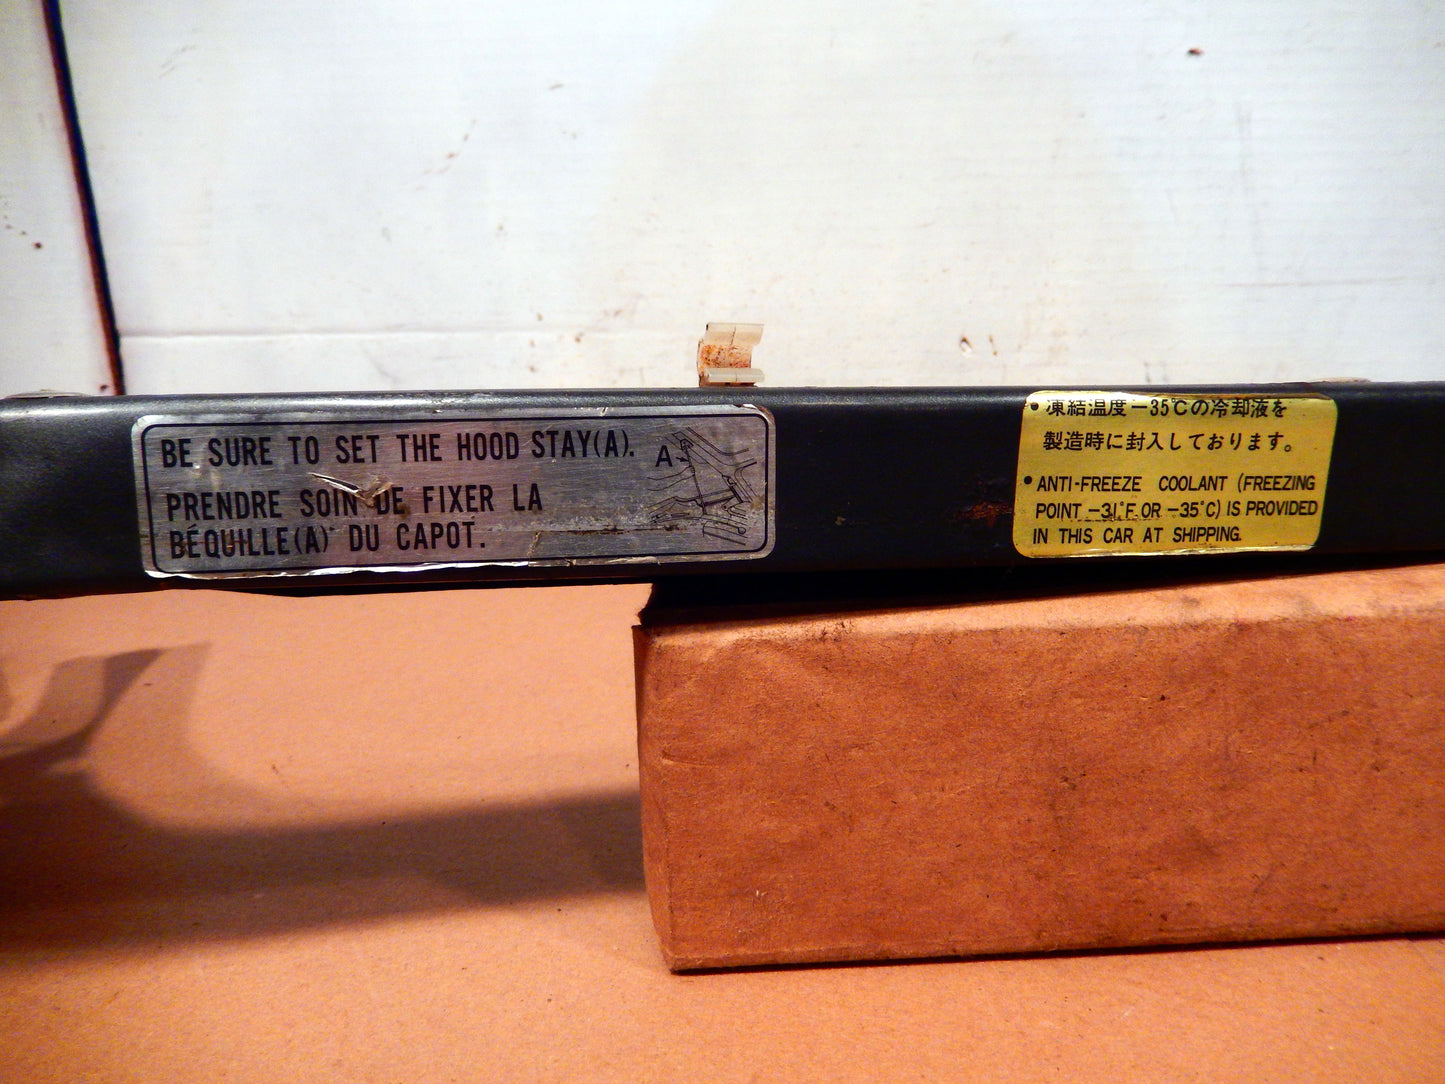 BE SURE TO SET THE HOOD STAY(A).
PRENDRE SOIN DE FIXER LA
BÉQUILLE(A) DU CAPOT.
A
• 凍結温度−35℃の冷却液を
製造時に封入しております。
• ANTI-FREEZE COOLANT (FREEZING
POINT −31°F OR −35°C) IS PROVIDED
IN THIS CAR AT SHIPPING.